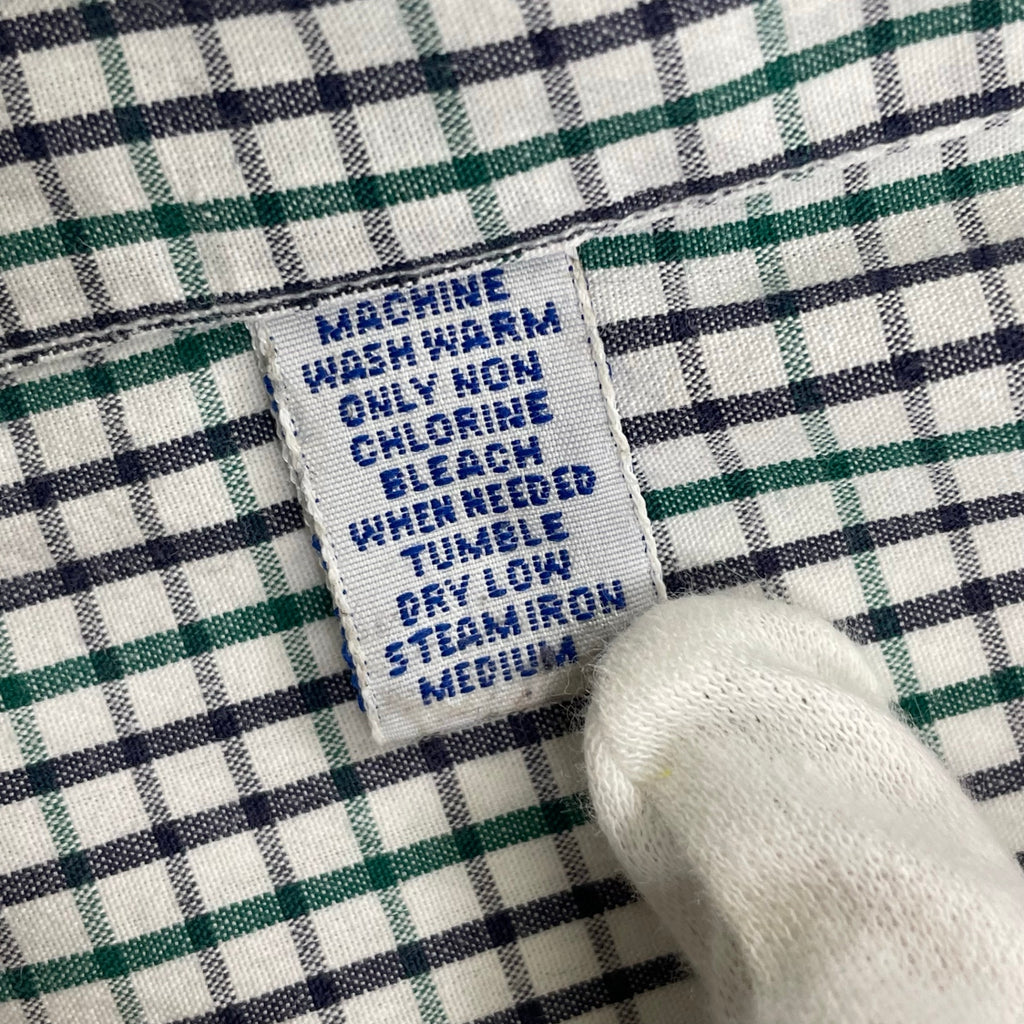 MACHINE
WASH WARM
ONLY NON
CHLORINE
BLEACH
WHEN NEEDED
TUMBLE
DRY LOW
STEAM IRON
MEDIUM